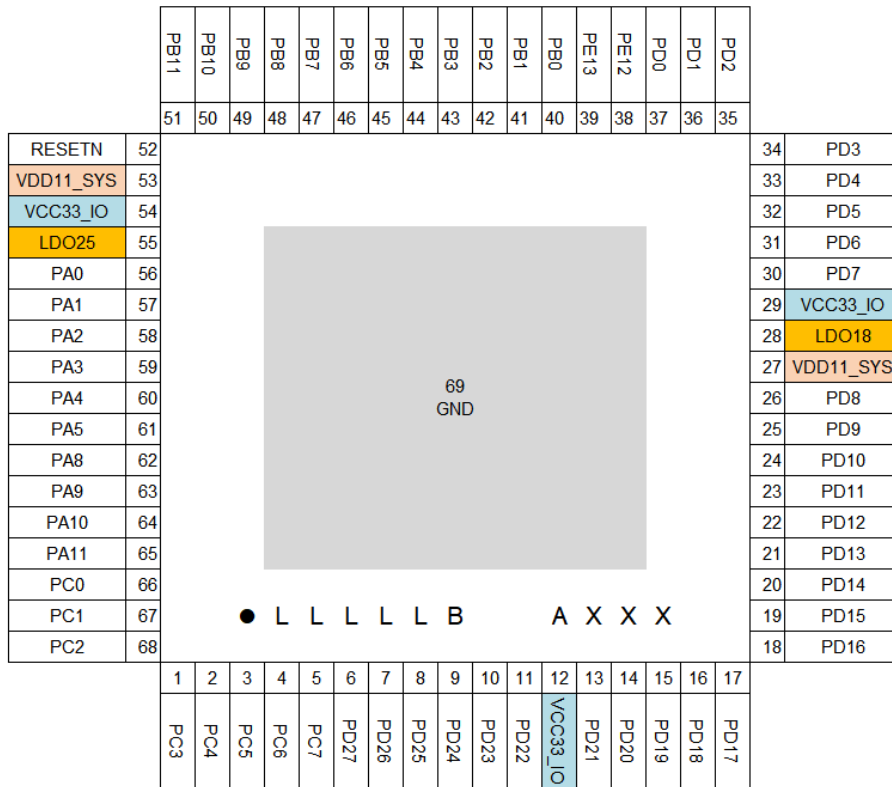 PB11 PB10 PB9 PB8 PB7 PB6 PB5 PB4 PB3 PB2 PB1 PB0 PE13 PE12 PD0 PD1 PD2
51 50 49 48 47 46 45 44 43 42 41 40 39 38 37 36 35
RESETN 52 34 PD3
VDD11_SYS 53 33 PD4
VCC33_IO 54 32 PD5
LDO25 55 31 PD6
PA0 56 30 PD7
PA1 57 29 VCC33_IO
PA2 58 28 LDO18
PA3 59 27 VDD11_SYS
PA4 60 26 PD8
PA5 61 25 PD9
PA8 62 24 PD10
PA9 63 23 PD11
PA10 64 22 PD12
PA11 65 21 PD13
PC0 66 20 PD14
PC1 67 19 PD15
PC2 68 18 PD16
69
GND
● L L L L L B A X X X
1 2 3 4 5 6 7 8 9 10 11 12 13 14 15 16 17
PC3 PC4 PC5 PC6 PC7 PD27 PD26 PD25 PD24 PD23 PD22 VCC33_IO PD21 PD20 PD19 PD18 PD17